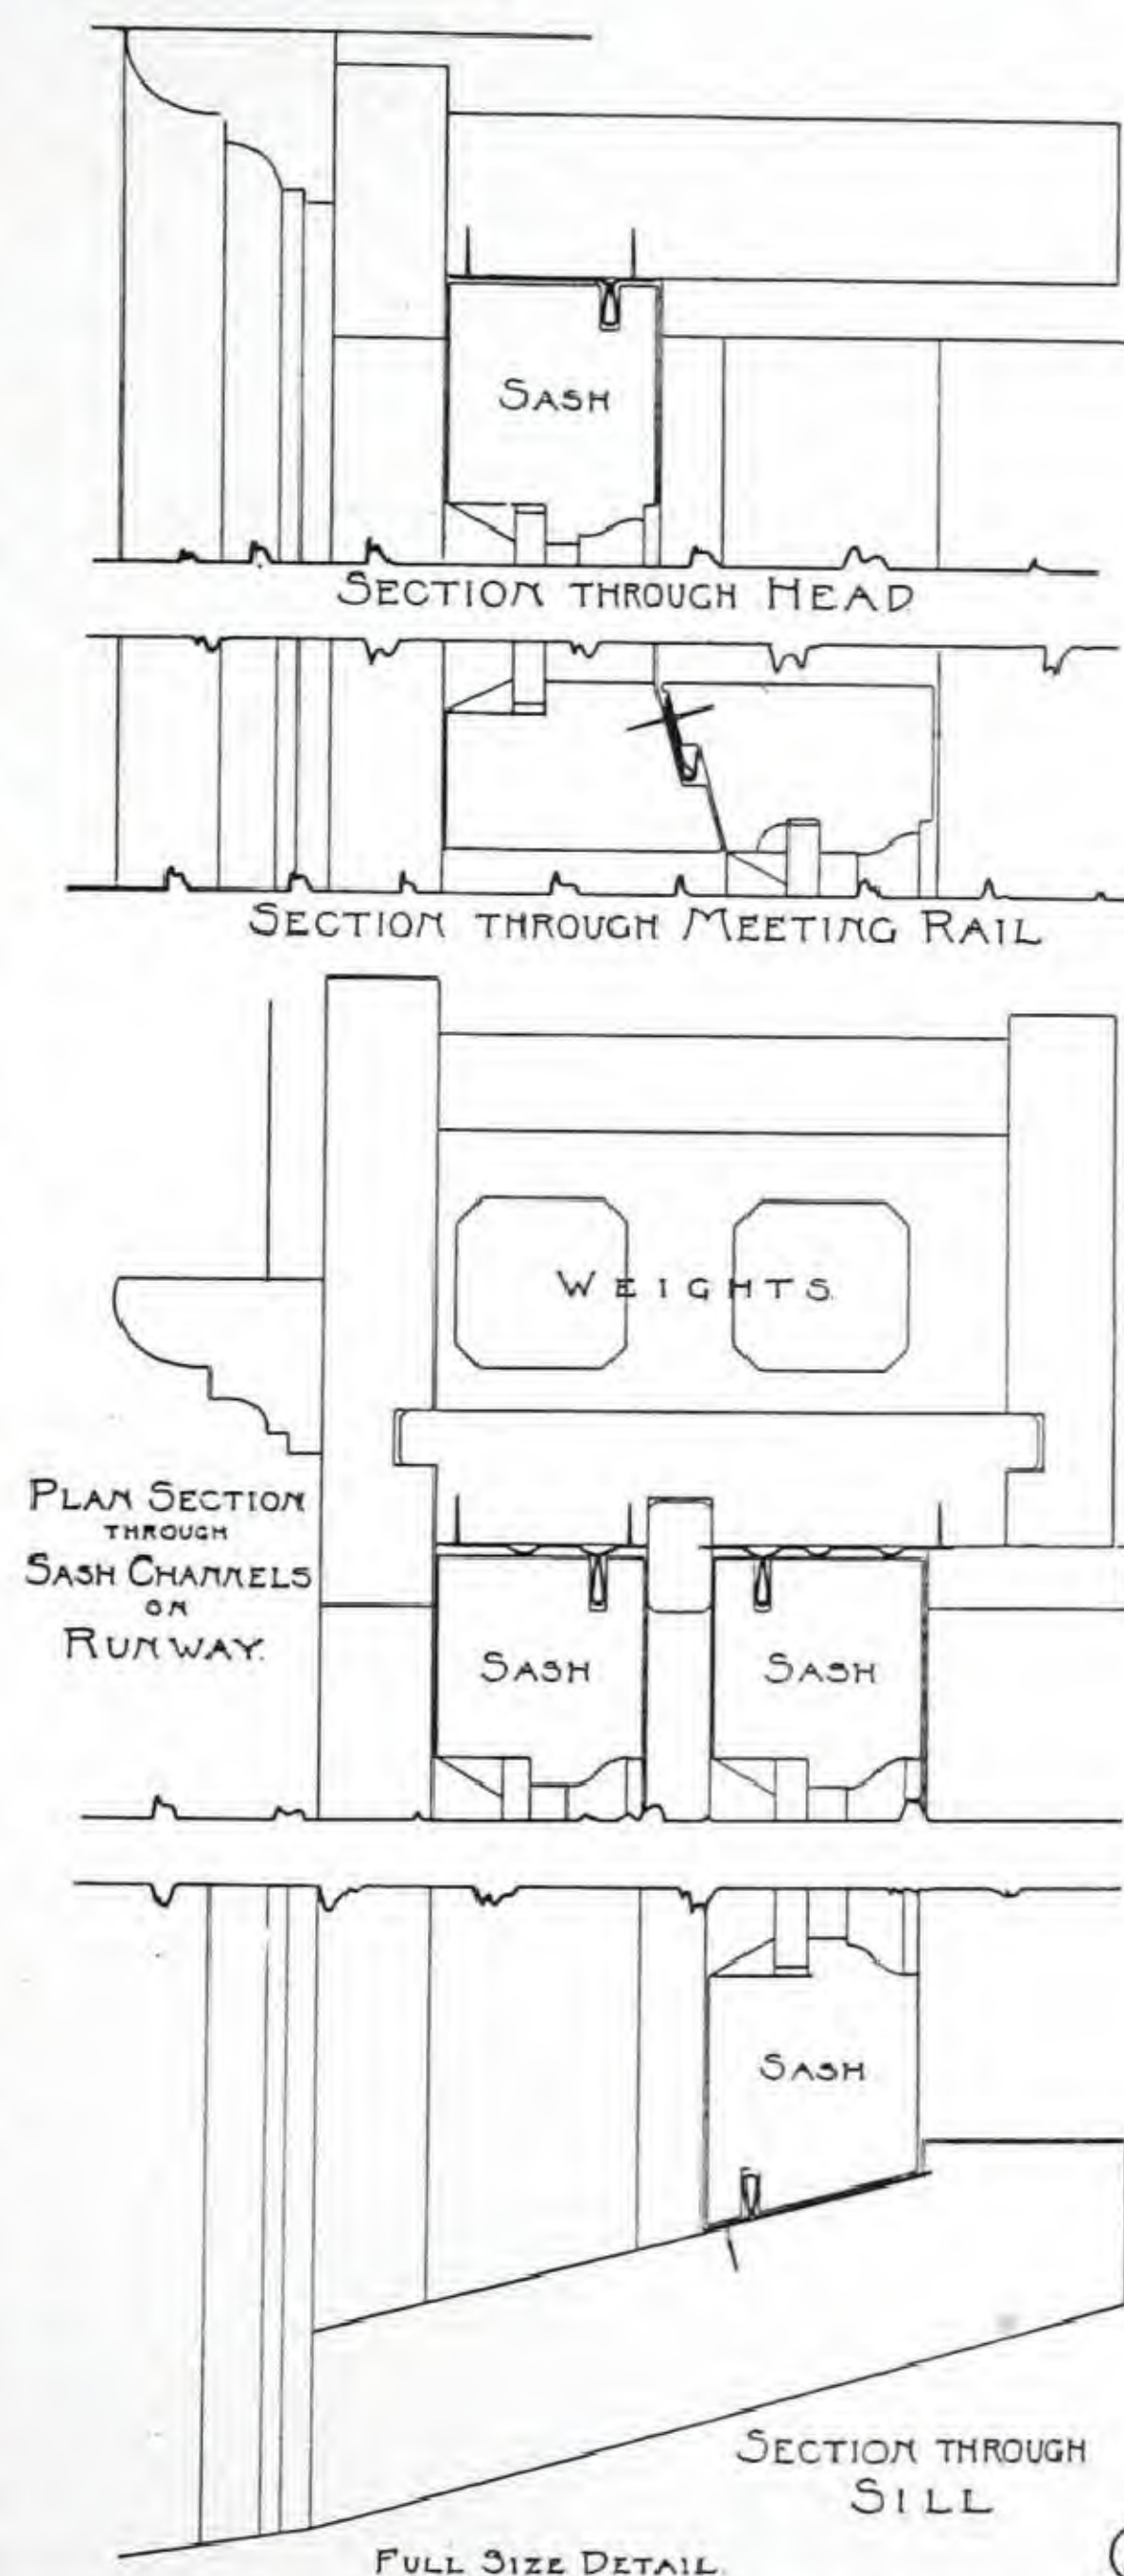 SASH
SECTION THROUGH HEAD
SECTION THROUGH MEETING RAIL
WEIGHTS.
PLAN SECTION
THROUGH
SASH CHANNELS
ON
RUNWAY.
SASH
SASH
SASH
SECTION THROUGH
SILL
FULL SIZE DETAIL.